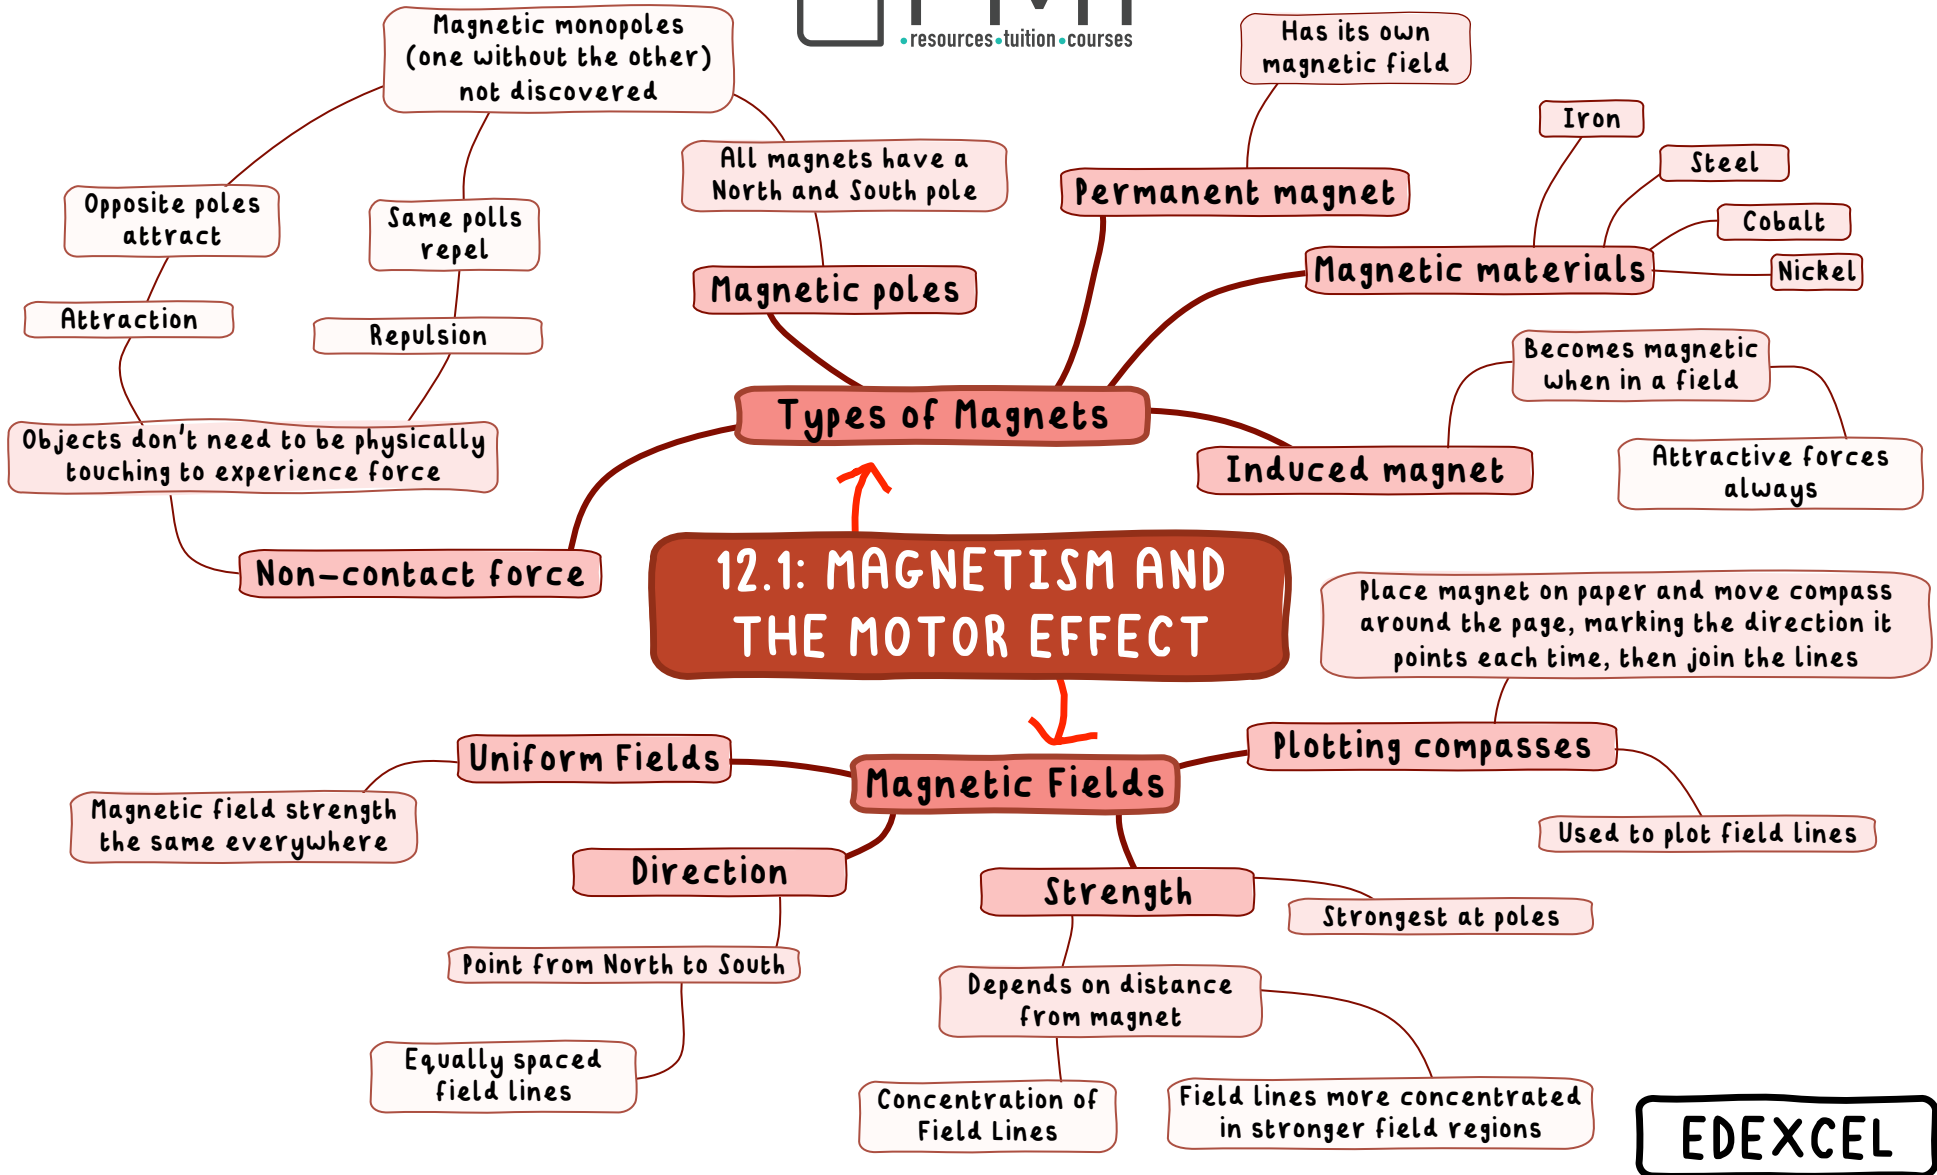 •resources•tuition•courses
Magnetic monopoles
(one without the other)
not discovered
Has its own
magnetic field
Iron
Steel
Cobalt
Nickel
All magnets have a
North and South pole
Permanent magnet
Opposite poles
attract
Same polls
repel
Magnetic poles
Magnetic materials
Attraction
Repulsion
Becomes magnetic
when in a field
Types of Magnets
Objects don't need to be physically
touching to experience force
Induced magnet
Attractive forces
always
Non-contact force
12.1: MAGNETISM AND
THE MOTOR EFFECT
Place magnet on paper and move compass
around the page, marking the direction it
points each time, then join the lines
Uniform Fields
Magnetic Fields
Plotting compasses
Magnetic field strength
the same everywhere
Used to plot field lines
Direction
Strength
Strongest at poles
Point from North to South
Depends on distance
from magnet
Equally spaced
field lines
Concentration of
Field Lines
Field lines more concentrated
in stronger field regions
EDEXCEL